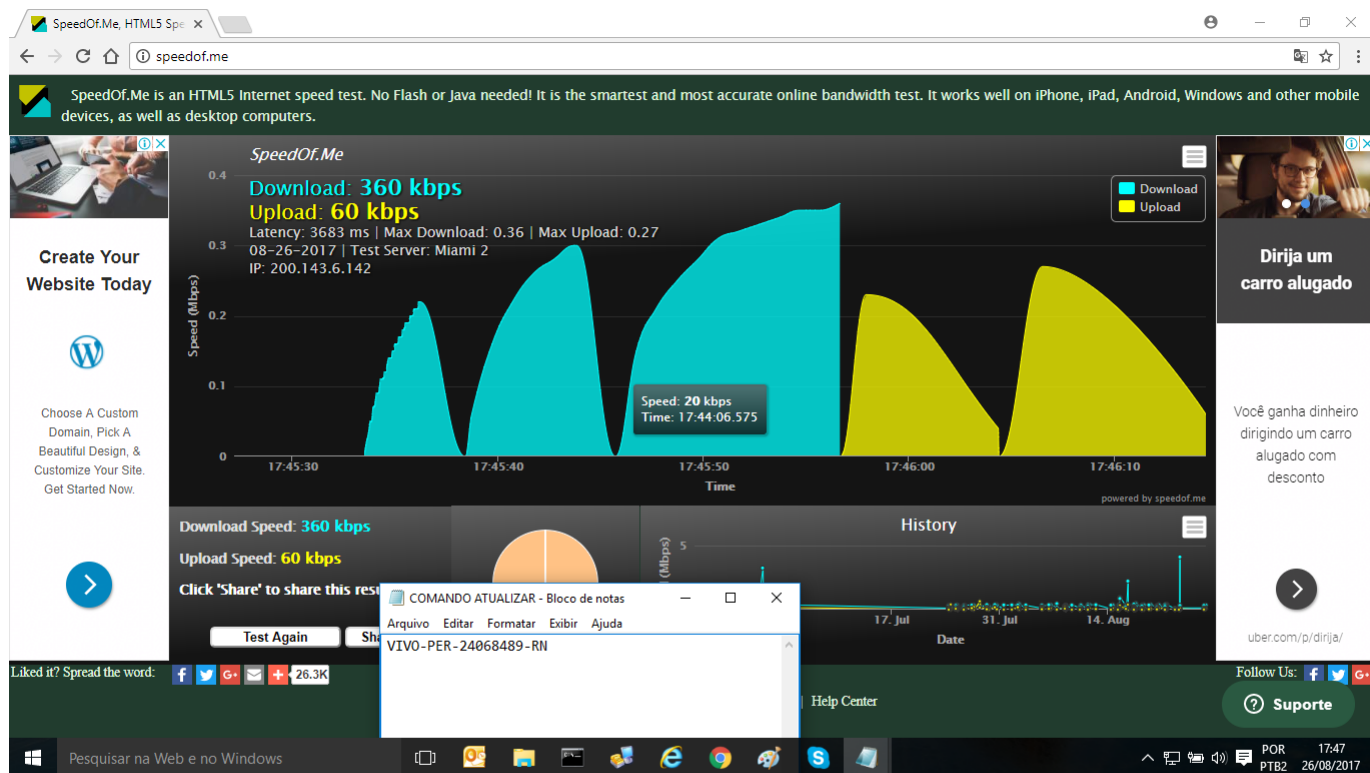 SpeedOf.Me, HTML5 Spe
speedof.me
SpeedOf.Me is an HTML5 Internet speed test. No Flash or Java needed! It is the smartest and most accurate online bandwidth test. It works well on iPhone, iPad, Android, Windows and other mobile
devices, as well as desktop computers.
Create Your
Website Today
Choose A Custom
Domain, Pick A
Beautiful Design, &
Customize Your Site.
Get Started Now.
SpeedOf.Me
Download: 360 kbps
Upload: 60 kbps
Latency: 3683 ms | Max Download: 0.36 | Max Upload: 0.27
08-26-2017 | Test Server: Miami 2
IP: 200.143.6.142
Download
Upload
Speed (Mbps)
0.4
0.3
0.2
0.1
0
Speed: 20 kbps
Time: 17:44:06.575
17:45:30 17:45:40 17:45:50 17:46:00 17:46:10
Time
powered by speedof.me
Dirija um
carro alugado
Você ganha dinheiro
dirigindo um carro
alugado com
desconto
uber.com/p/dirija/
Download Speed: 360 kbps
Upload Speed: 60 kbps
Click 'Share' to share this resu
Test Again
Sha
History
(Mbps)
5
17. Jul 31. Jul 14. Aug
Date
COMANDO ATUALIZAR - Bloco de notas
Arquivo Editar Formatar Exibir Ajuda
VIVO-PER-24068489-RN
Liked it? Spread the word:
26.3K
| Help Center
Follow Us:
Suporte
Pesquisar na Web e no Windows
POR
PTB2
17:47
26/08/2017